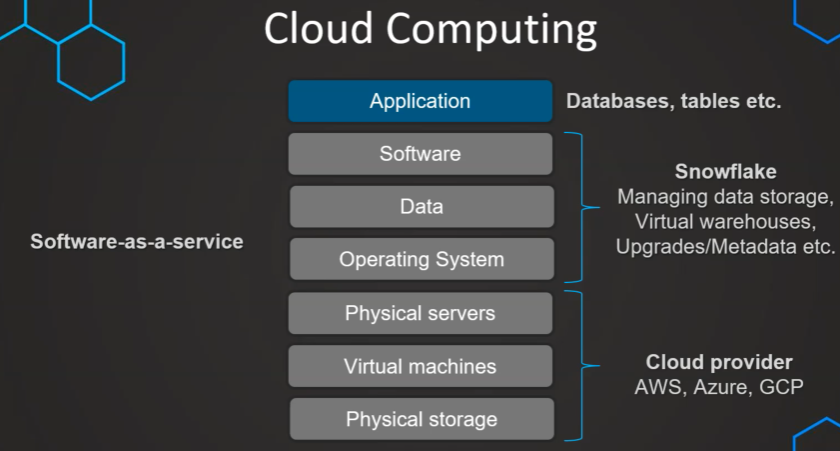 Cloud Computing
Application
Databases, tables etc.
Software
Data
Operating System
Snowflake
Managing data storage,
Virtual warehouses,
Upgrades/Metadata etc.
Software-as-a-service
Physical servers
Virtual machines
Physical storage
Cloud provider
AWS, Azure, GCP